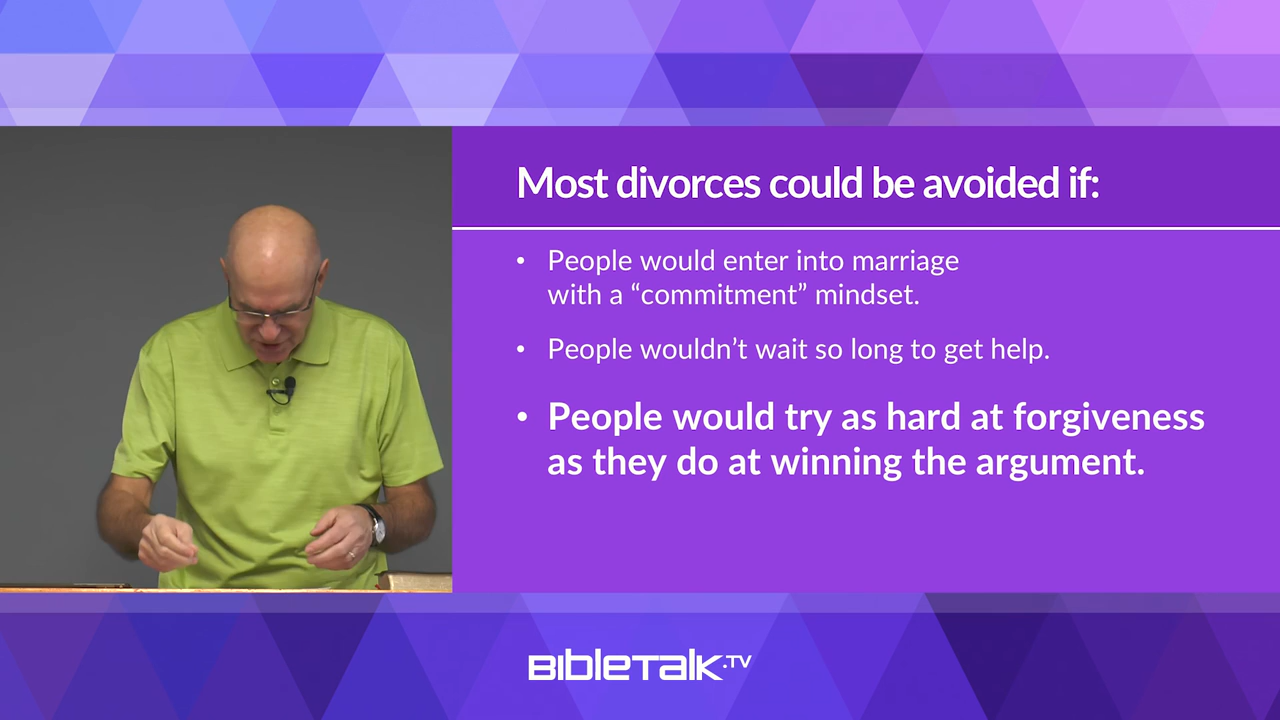 Most divorces could be avoided if:
• People would enter into marriage
with a “commitment” mindset.
• People wouldn’t wait so long to get help.
• People would try as hard at forgiveness
as they do at winning the argument.
BIBLETALK.TV